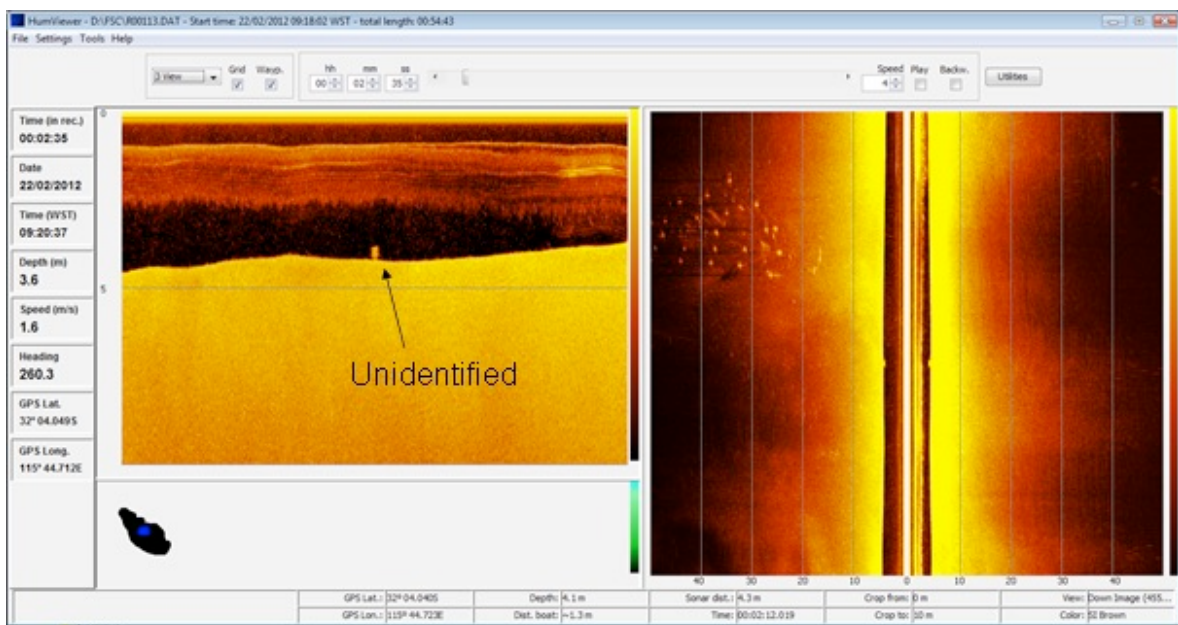 HumViewer - D:\FSC\R00113.DAT - Start time: 22/02/2012 09:18:02 WST - total length: 00:54:43
File Settings Tools Help
3 view
Grid Wayp. hh mm ss Speed Play Backw.
00 02 35 4 Utilities
Time (in rec.)
00:02:35
Date
22/02/2012
Time (WST)
09:20:37
Depth (m)
3.6
Speed (m/s)
1.6
Heading
260.3
GPS Lat.
32° 04.049S
GPS Long.
115° 44.712E
0
5
Unidentified
40 30 20 10 0 10 20 30 40
GPS Lat.: 32° 04.040S Depth: 4.1 m Sonar dist.: 4.3 m Crop from: 0 m View: Down Image (455...
GPS Lon.: 115° 44.723E Dist. boat: ~1.3 m Time: 00:02:12.019 Crop to: 10 m Color: SI Brown